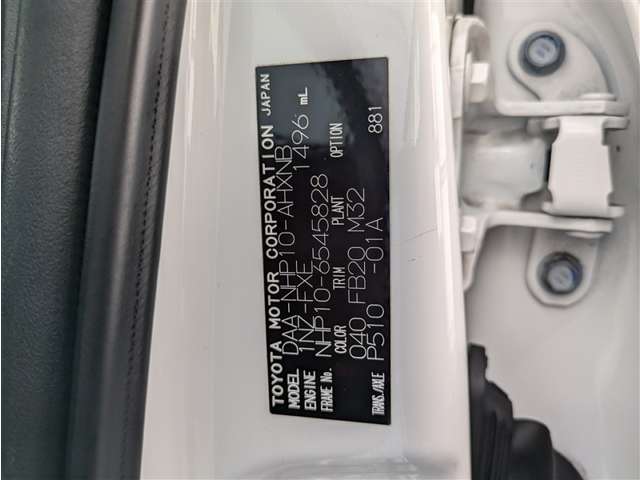 TOYOTA MOTOR CORPORATION JAPAN
MODEL DAA-NHP10-AHXNB
ENGINE 1NZ-FXE 1496 mL
FRAME No. NHP10-6545828
COLOR TRIM PLANT OPTION
040 FB20 M32 881
TRANS./AXLE P510 -01A